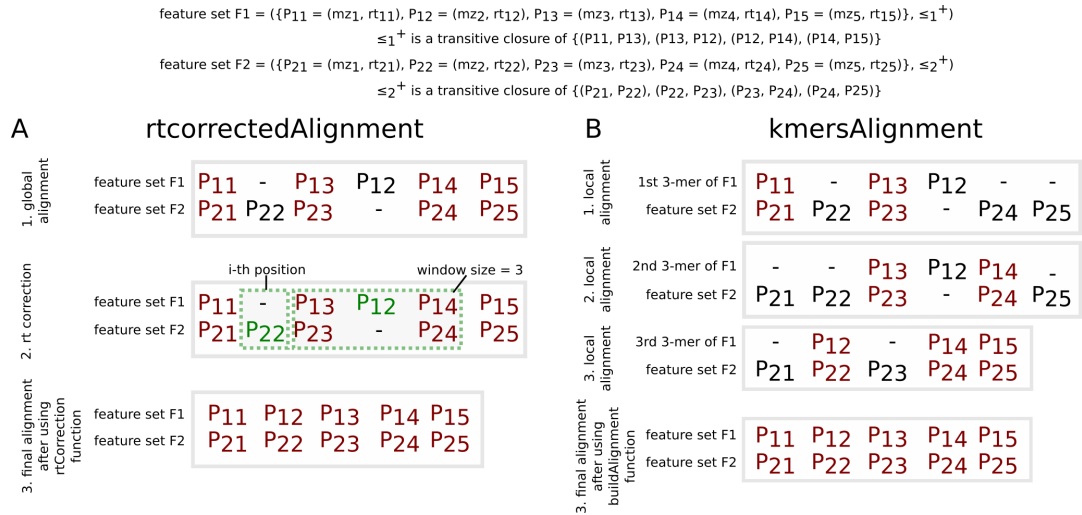 feature set F1 = ({P11 = (mz1, rt11), P12 = (mz2, rt12), P13 = (mz3, rt13), P14 = (mz4, rt14), P15 = (mz5, rt15)}, ≤1+)
≤1+ is a transitive closure of {(P11, P13), (P13, P12), (P12, P14), (P14, P15)}
feature set F2 = ({P21 = (mz1, rt21), P22 = (mz2, rt22), P23 = (mz3, rt23), P24 = (mz4, rt24), P25 = (mz5, rt25)}, ≤2+)
≤2+ is a transitive closure of {(P21, P22), (P22, P23), (P23, P24), (P24, P25)}
A
rtcorrectedAlignment
1. global
alignment
feature set F1 P11 - P13 P12 P14 P15
feature set F2 P21 P22 P23 - P24 P25
i-th position
window size = 3
2. rt correction
feature set F1 P11 - P13 P12 P14 P15
feature set F2 P21 P22 P23 - P24 P25
3. final alignment
after using
rtCorrection
function
feature set F1 P11 P12 P13 P14 P15
feature set F2 P21 P22 P23 P24 P25
B
kmersAlignment
1. local
alignment
1st 3-mer of F1 P11 - P13 P12 - -
feature set F2 P21 P22 P23 - P24 P25
2. local
alignment
2nd 3-mer of F1 - - P13 P12 P14 -
feature set F2 P21 P22 P23 - P24 P25
3. local
alignment
3rd 3-mer of F1 - P12 - P14 P15
feature set F2 P21 P22 P23 P24 P25
3. final alignment
after using
buildAlignment
function
feature set F1 P11 P12 P13 P14 P15
feature set F2 P21 P22 P23 P24 P25